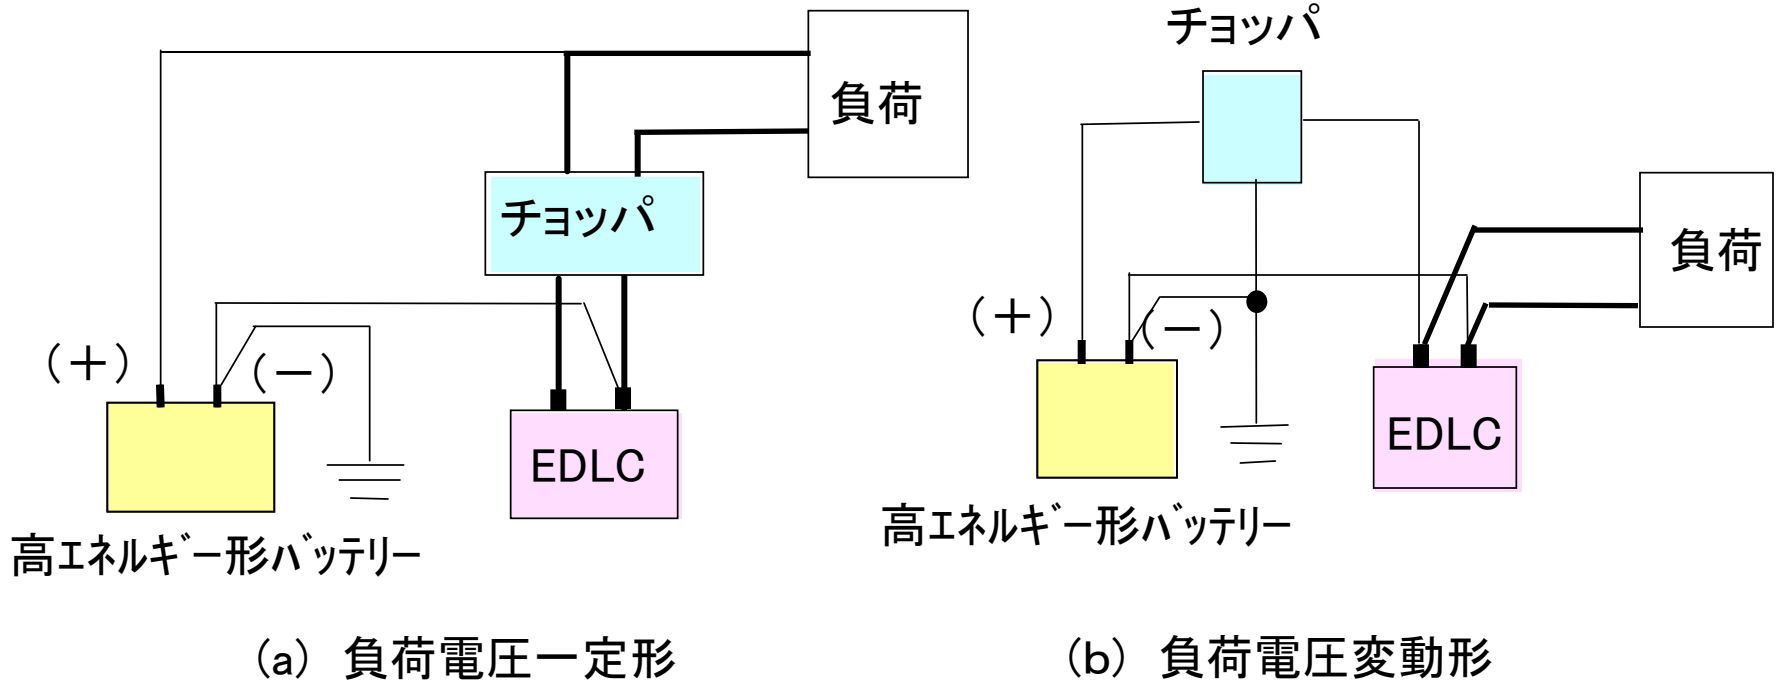 負荷
チョッパ
(＋)
(－)
EDLC
高ｴﾈﾙｷﾞｰ形ﾊﾞｯﾃﾘｰ
(a) 負荷電圧一定形
チョッパ
負荷
(＋)
(－)
EDLC
高ｴﾈﾙｷﾞｰ形ﾊﾞｯﾃﾘｰ
(b) 負荷電圧変動形